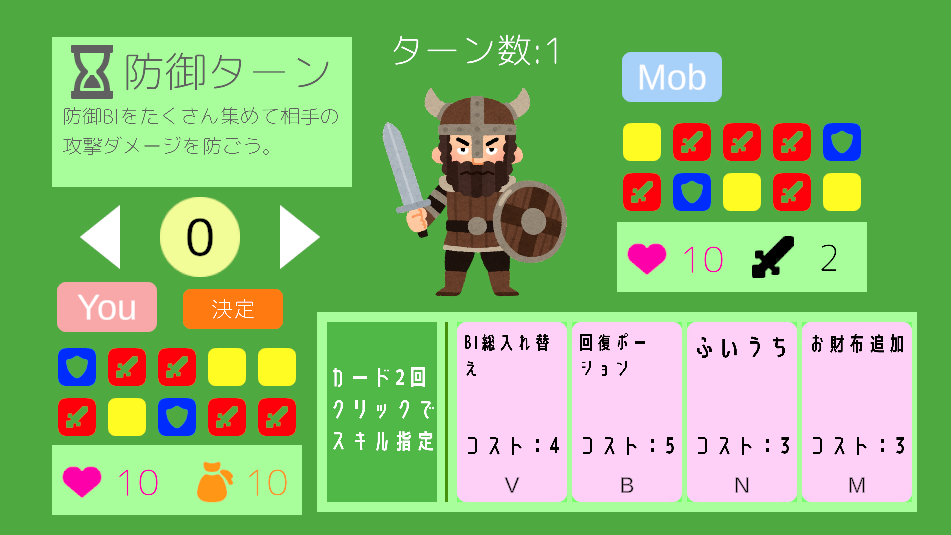 防御ターン
防御BIをたくさん集めて相手の
攻撃ダメージを防ごう。
ターン数:1
Mob
10
2
0
You
決定
10
10
カード2回
クリックで
スキル指定
BI総入れ替
え
コスト：4
V
回復ポー
ション
コスト：5
B
ふいうち
コスト：3
N
お財布追加
コスト：3
M